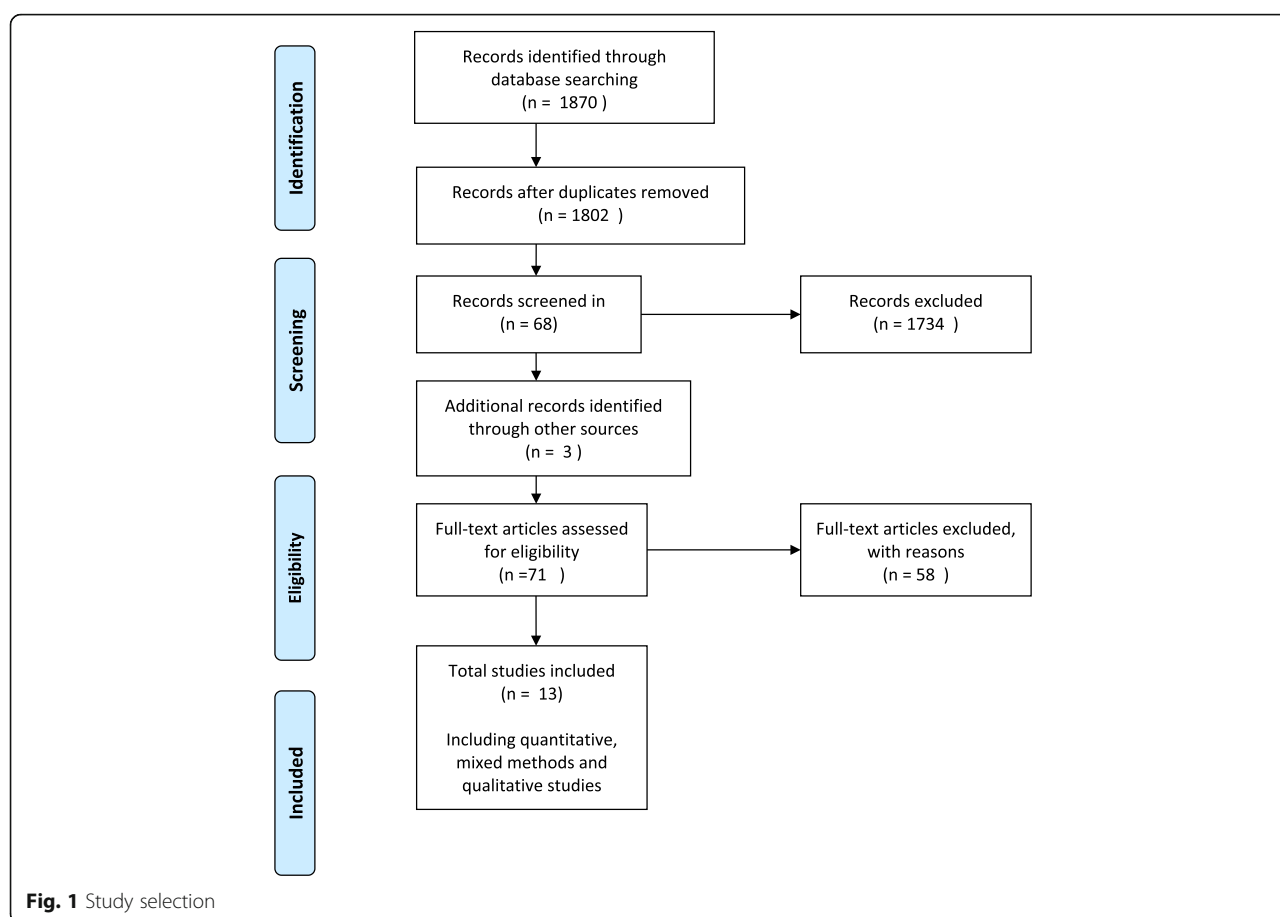 Identification
Records identified through
database searching
(n = 1870 )
Records after duplicates removed
(n = 1802 )
Screening
Records screened in
(n = 68)
Records excluded
(n = 1734 )
Additional records identified
through other sources
(n = 3 )
Eligibility
Full-text articles assessed
for eligibility
(n =71 )
Full-text articles excluded,
with reasons
(n = 58 )
Included
Total studies included
(n = 13)
Including quantitative,
mixed methods and
qualitative studies
Fig. 1 Study selection